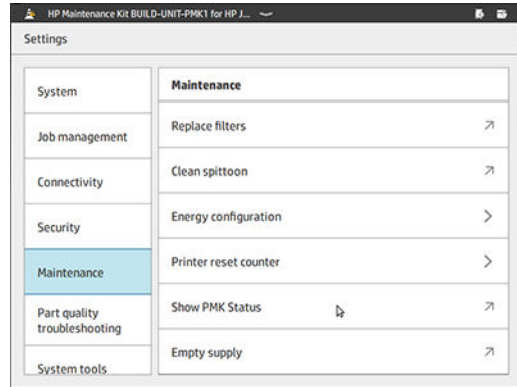 HP Maintenance Kit BUILD-UNIT-PMK1 for HP J...
Settings
System
Job management
Connectivity
Security
Maintenance
Part quality
troubleshooting
System tools
Maintenance
Replace filters
Clean spittoon
Energy configuration
Printer reset counter
Show PMK Status
Empty supply